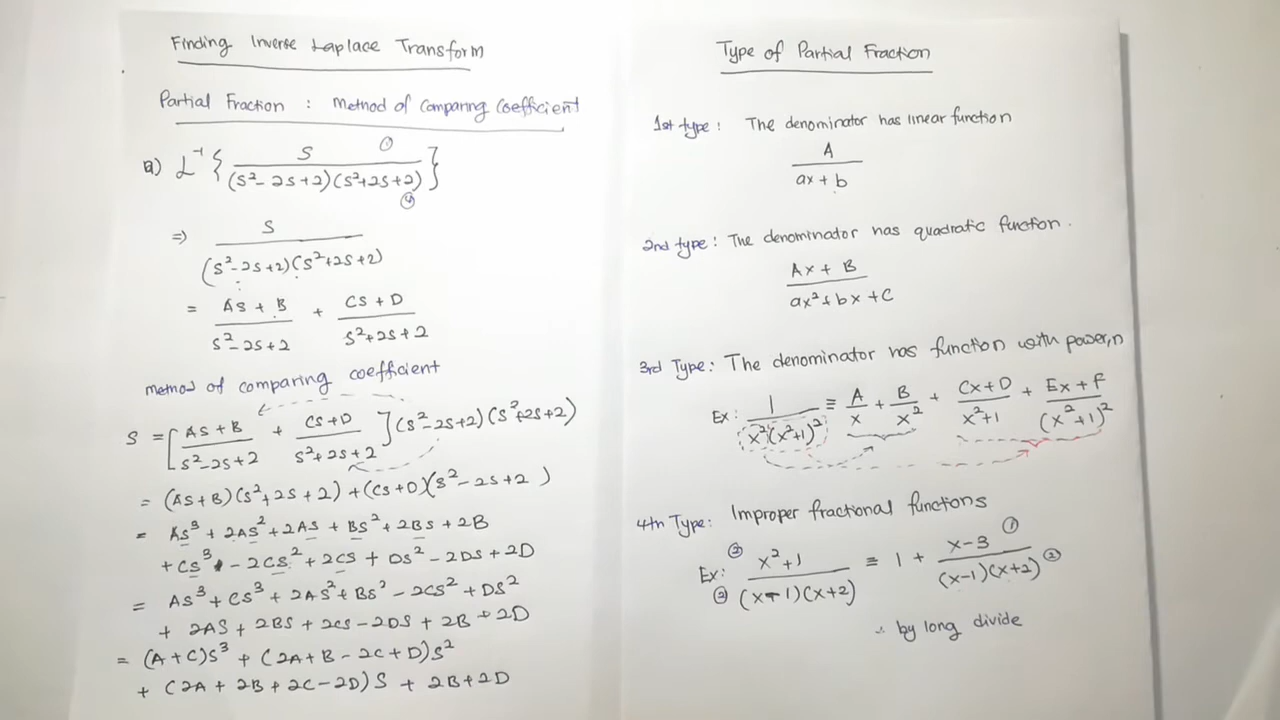 Finding Inverse Laplace Transform
Partial Fraction : Method of Comparing Coefficient
a) L⁻¹ { s ① / (s²-2s+2)(s²+2s+2) ④ }
⇒ s / (s²-2s+2)(s²+2s+2)
= As + B / s²-2s+2 + Cs + D / s²+2s+2
method of comparing coefficient
s = [ As+B / s²-2s+2 + Cs+D / s²+2s+2 ] (s²-2s+2)(s²+2s+2)
= (As+B)(s²+2s+2) + (Cs+D)(s²-2s+2)
= As³ + 2As² + 2As + Bs² + 2Bs + 2B
+ Cs³ - 2Cs² + 2Cs + Ds² - 2Ds + 2D
= As³ + Cs³ + 2As² + Bs² - 2Cs² + Ds²
+ 2As + 2Bs + 2Cs - 2Ds + 2B + 2D
= (A+C)s³ + (2A+B-2C+D)s²
+ (2A+2B+2C-2D)s + 2B+2D
Type of Partial Fraction
1st type : The denominator has linear function
A / ax + b
2nd type : The denominator has quadratic function.
Ax + B / ax²+bx+C
3rd Type : The denominator has function with power, n
Ex : 1 / x²(x²+1)² ≡ A / x + B / x² + Cx+D / x²+1 + Ex+F / (x²+1)²
4th Type : Improper fractional functions
Ex : ② x²+1 / ② (x-1)(x+2) ≡ 1 + x-3 ① / (x-1)(x+2) ②
∴ by long divide